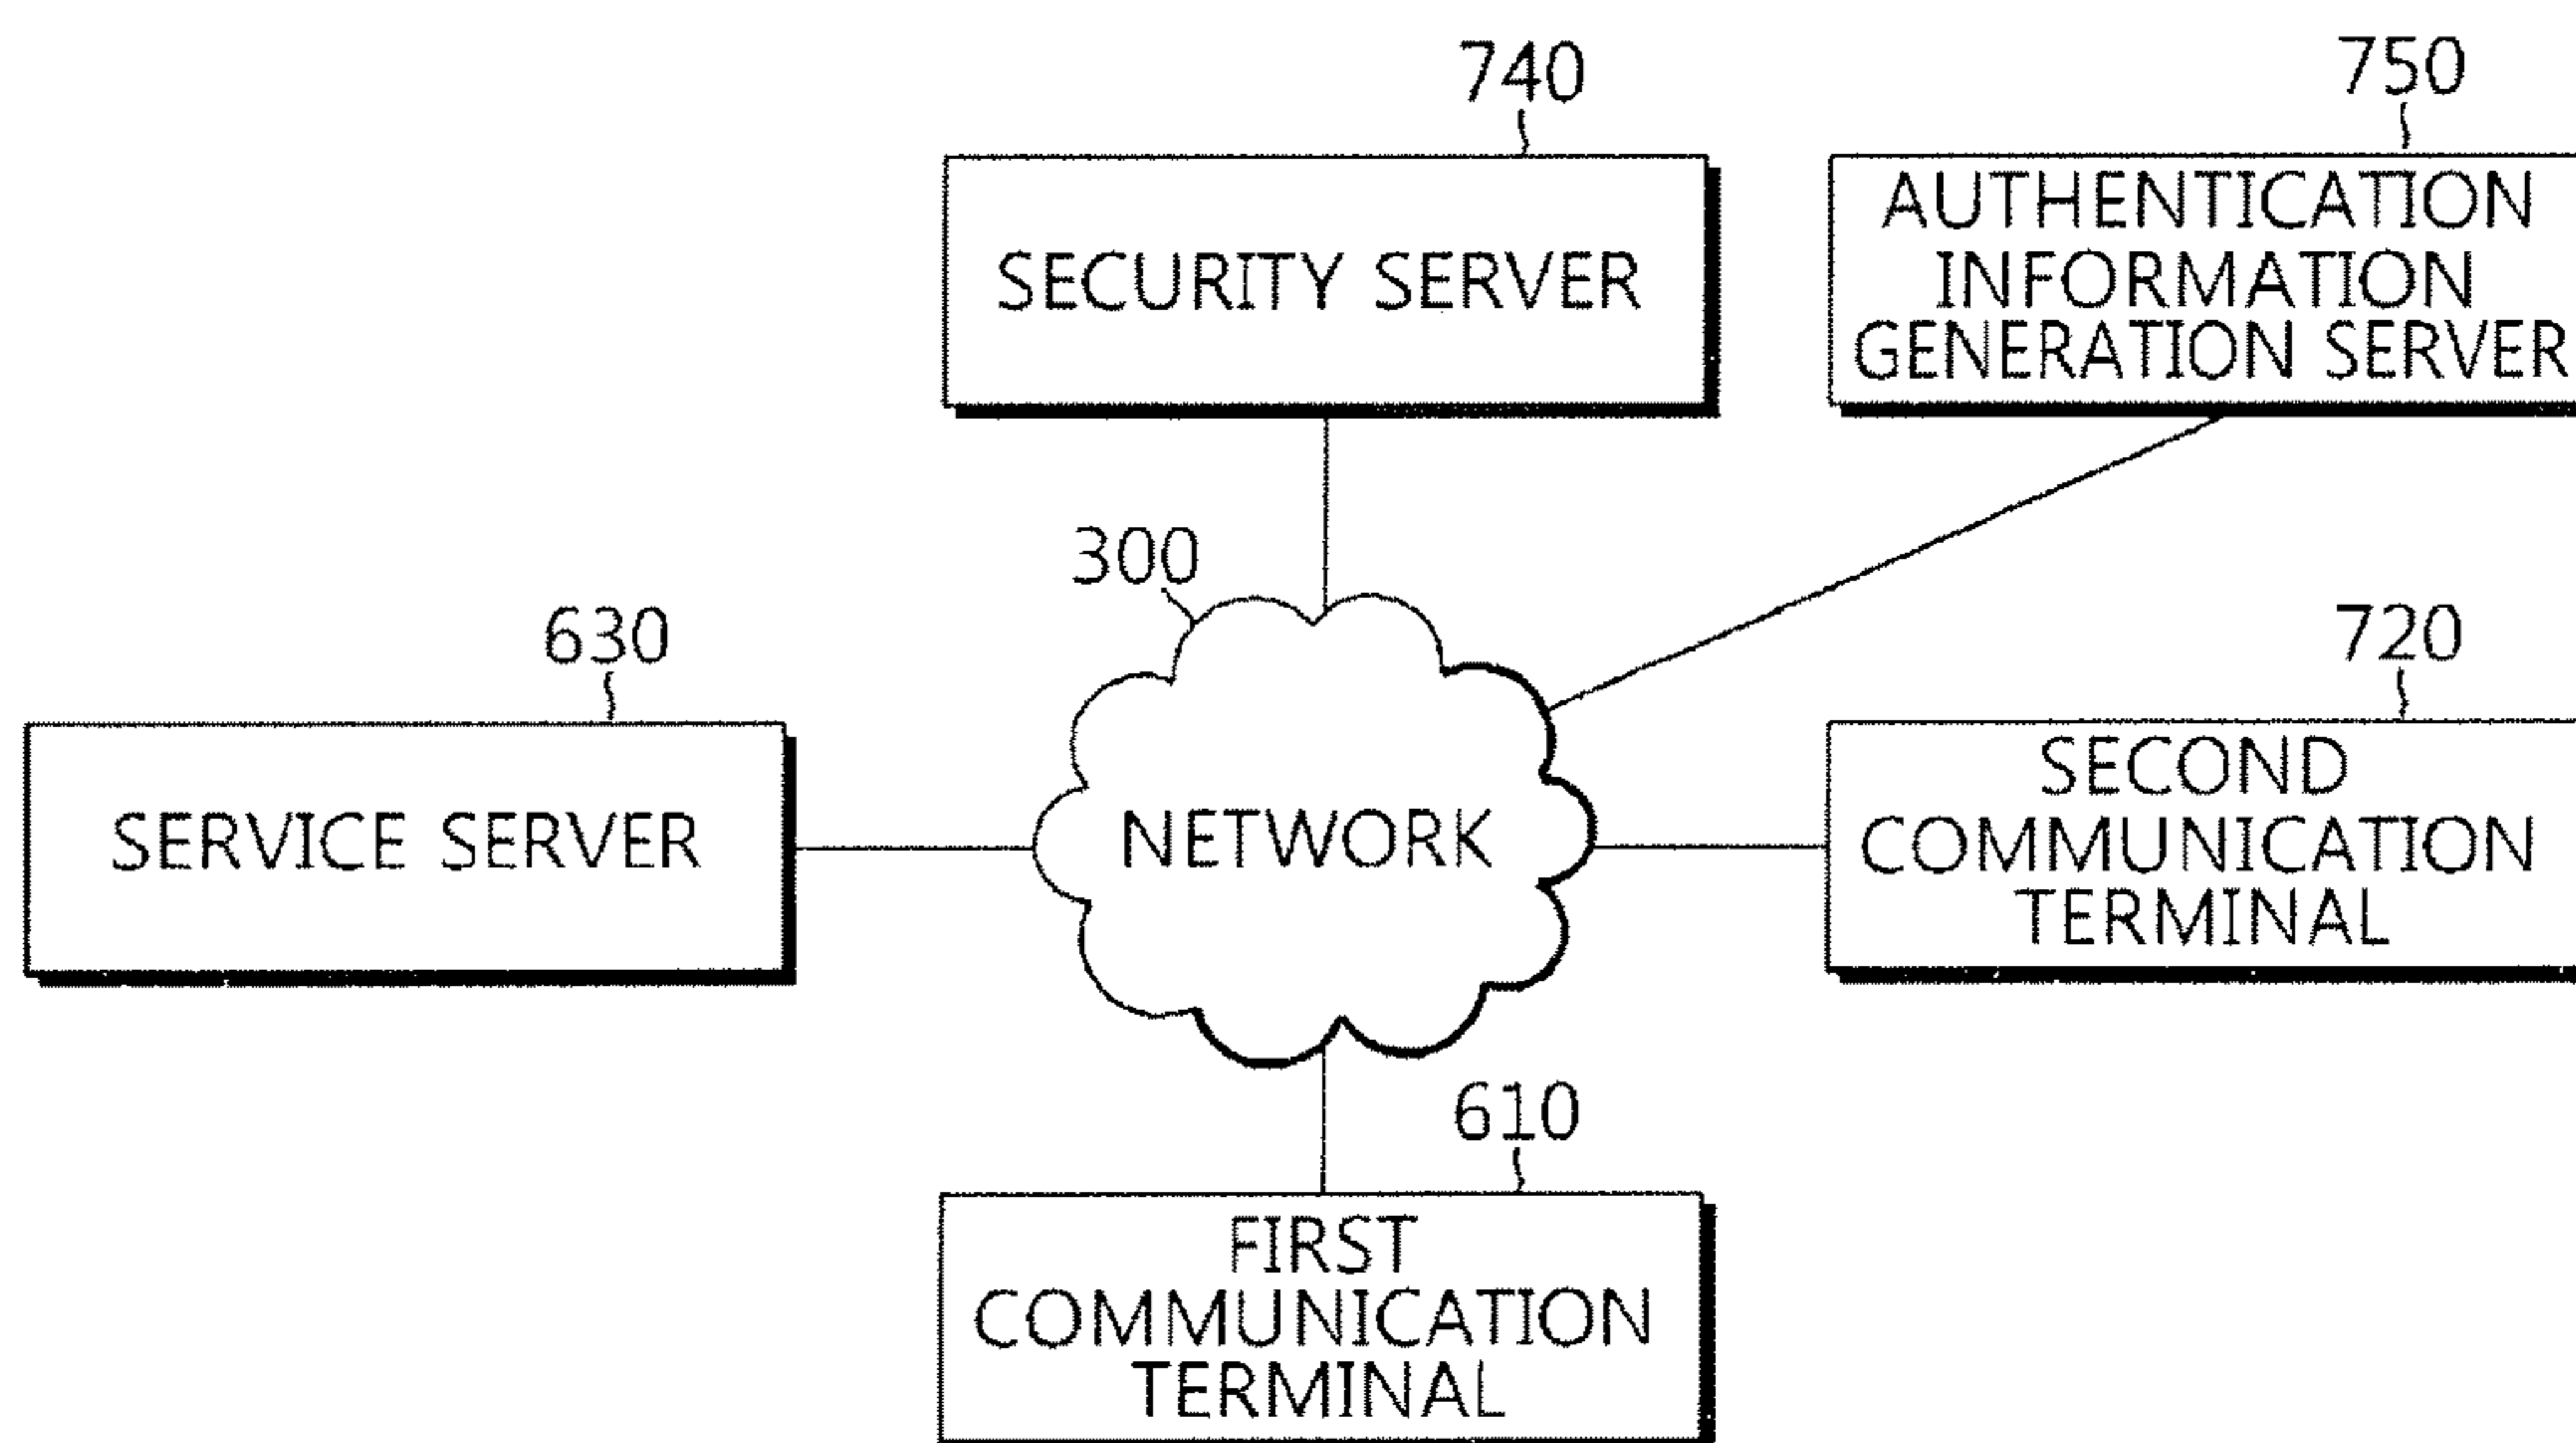 740
750
SECURITY SERVER
AUTHENTICATION
INFORMATION
GENERATION SERVER
300
630
720
SERVICE SERVER
NETWORK
SECOND
COMMUNICATION
TERMINAL
610
FIRST
COMMUNICATION
TERMINAL